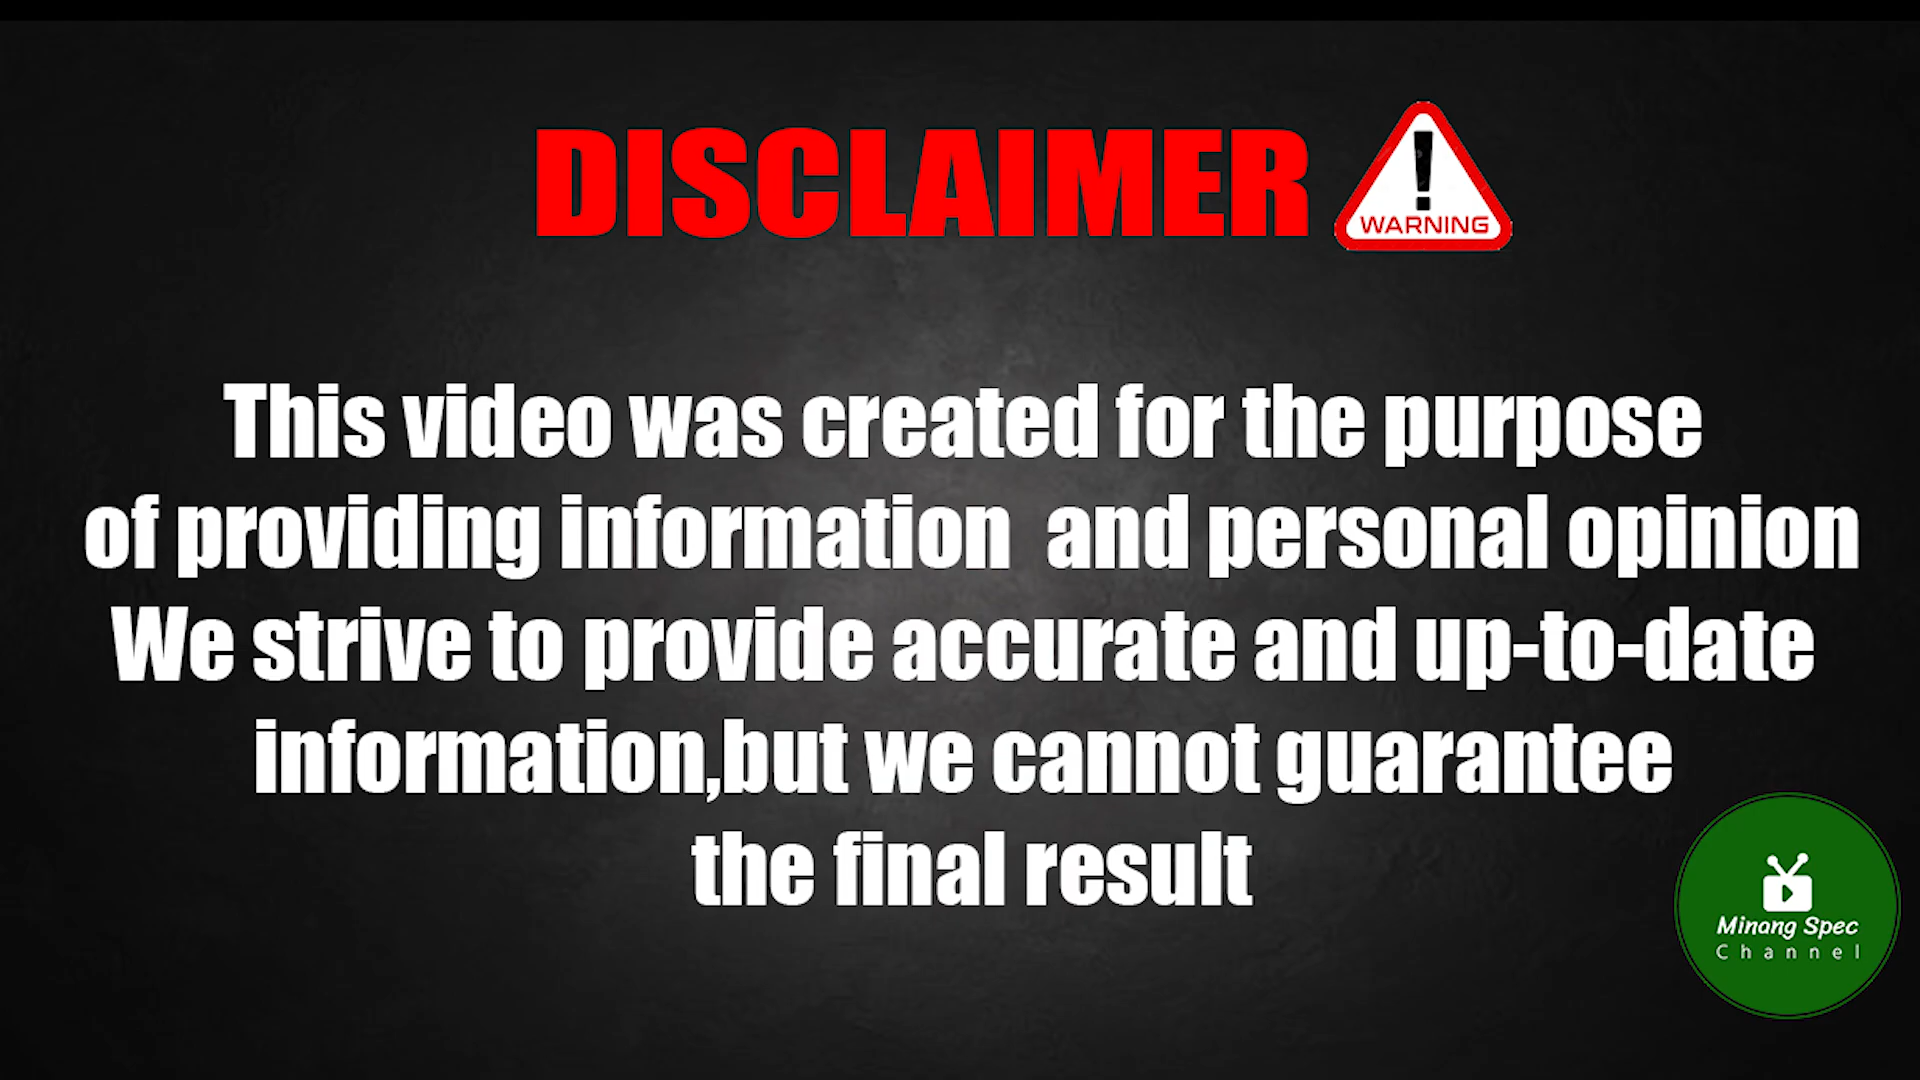 DISCLAIMER
WARNING
This video was created for the purpose
of providing information  and personal opinion
We strive to provide accurate and up-to-date
information,but we cannot guarantee
the final result
Minang Spec
Channel